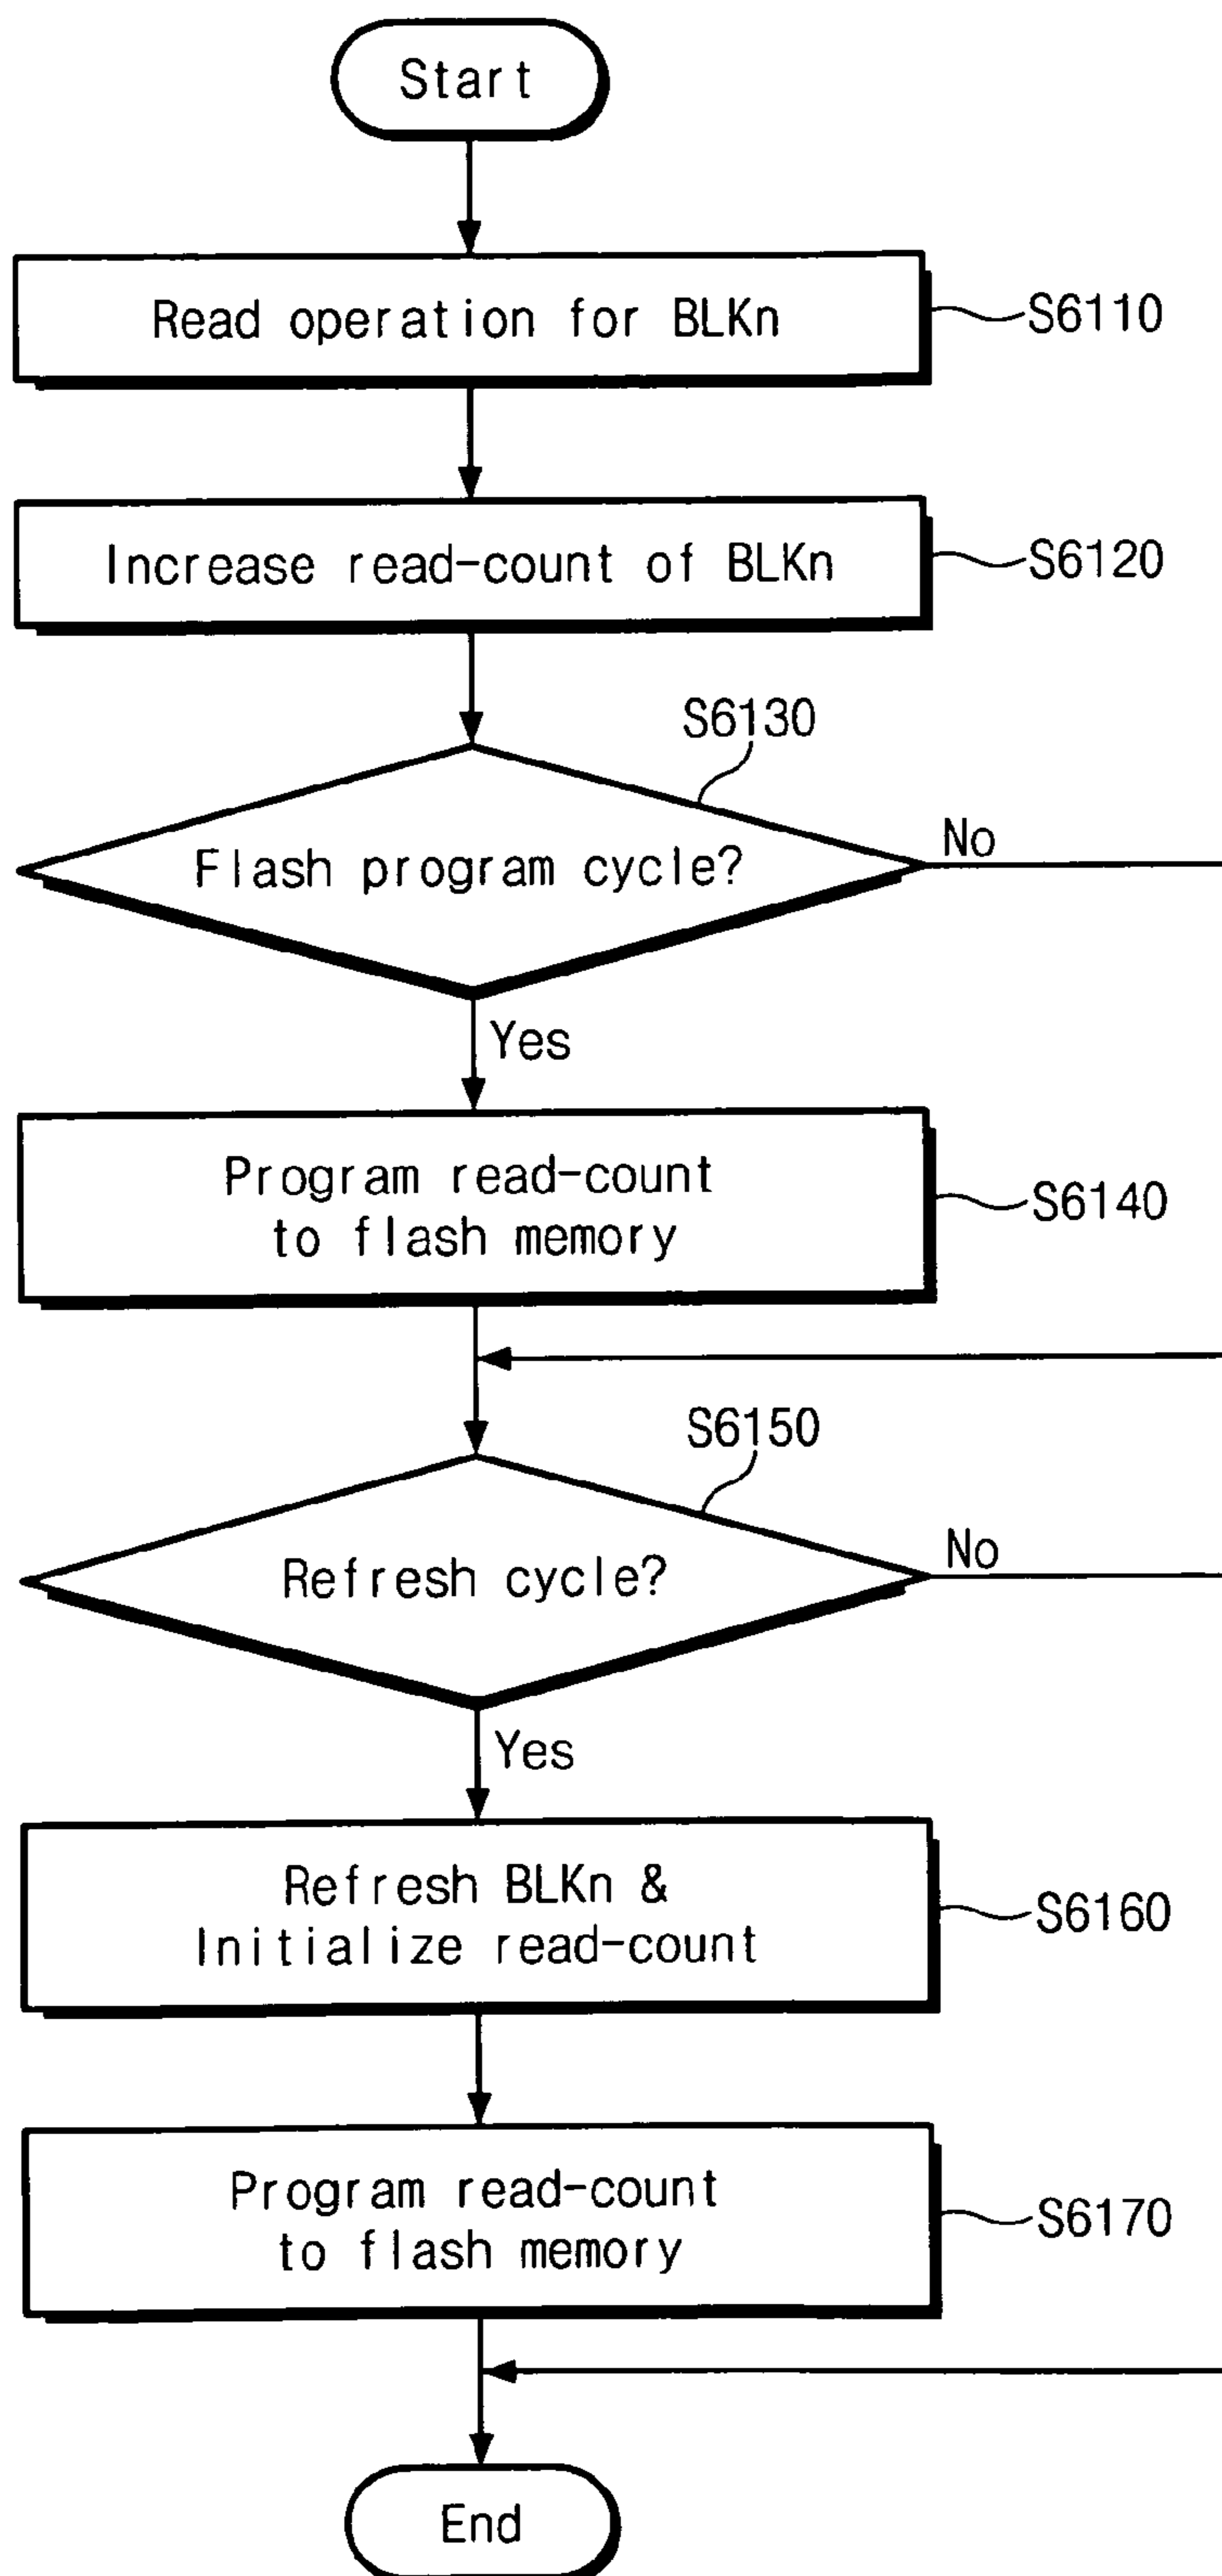 Start
Read operation for BLKn
S6110
Increase read-count of BLKn
S6120
S6130
Flash program cycle?
No
Yes
Program read-count
to flash memory
S6140
S6150
Refresh cycle?
No
Yes
Refresh BLKn &
Initialize read-count
S6160
Program read-count
to flash memory
S6170
End